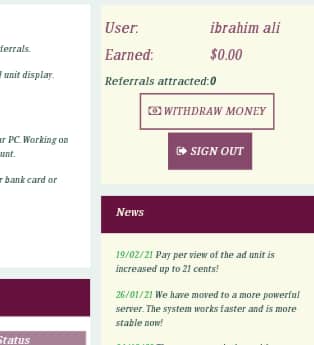 ferrals.
unit display.
r PC. Working on
unt.
r bank card or
Status
User: ibrahim ali
Earned: $0.00
Referrals attracted:0
WITHDRAW MONEY
SIGN OUT
News
19/02/21 Pay per view of the ad unit is
increased up to 21 cents!
26/01/21 We have moved to a more powerful
server. The system works faster and is more
stable now!